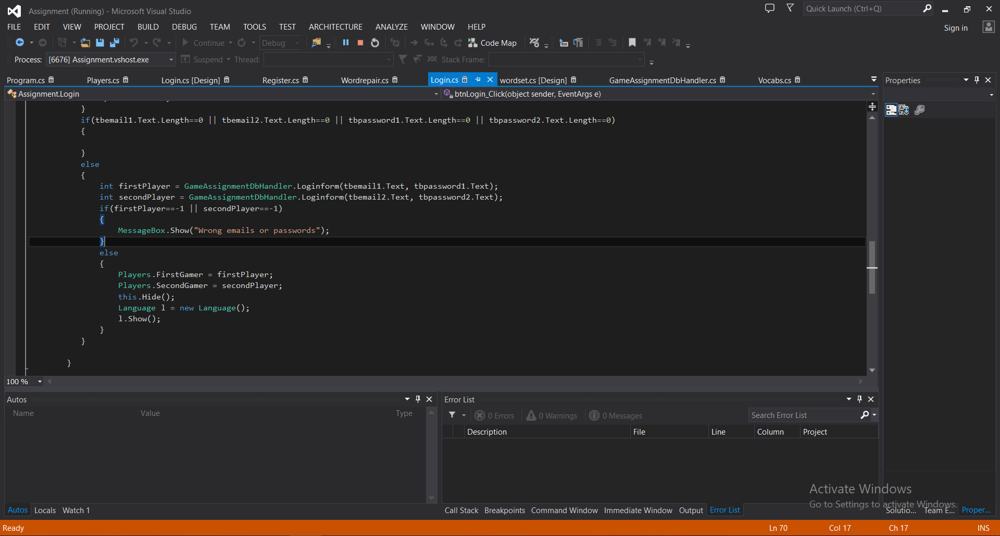 Assignment (Running) - Microsoft Visual Studio
Quick Launch (Ctrl+Q)
FILE EDIT VIEW PROJECT BUILD DEBUG TEAM TOOLS TEST ARCHITECTURE ANALYZE WINDOW HELP
Sign in
Continue Debug Code Map
Process: [6676] Assignment.vshost.exe Suspend Thread: Stack Frame:
Program.cs Players.cs Login.cs [Design] Register.cs Wordrepair.cs Login.cs wordset.cs [Design] GameAssignmentDbHandler.cs Vocabs.cs
Properties
Assignment.Login
btnLogin_Click(object sender, EventArgs e)
}
if(tbemail1.Text.Length==0 || tbemail2.Text.Length==0 || tbpassword1.Text.Length==0 || tbpassword2.Text.Length==0)
{
}
else
{
int firstPlayer = GameAssignmentDbHandler.Loginform(tbemail1.Text, tbpassword1.Text);
int secondPlayer = GameAssignmentDbHandler.Loginform(tbemail2.Text, tbpassword2.Text);
if(firstPlayer==-1 || secondPlayer==-1)
{
MessageBox.Show("Wrong emails or passwords");
}
else
{
Players.FirstGamer = firstPlayer;
Players.SecondGamer = secondPlayer;
this.Hide();
Language l = new Language();
l.Show();
}
}
}
100 %
Autos
Name Value Type
Autos Locals Watch 1
Error List
0 Errors 0 Warnings 0 Messages
Search Error List
Description File Line Column Project
Call Stack Breakpoints Command Window Immediate Window Output Error List
Activate Windows
Go to Settings to activate Windows.
Solutio... Team E... Proper...
Ready
Ln 70 Col 17 Ch 17 INS